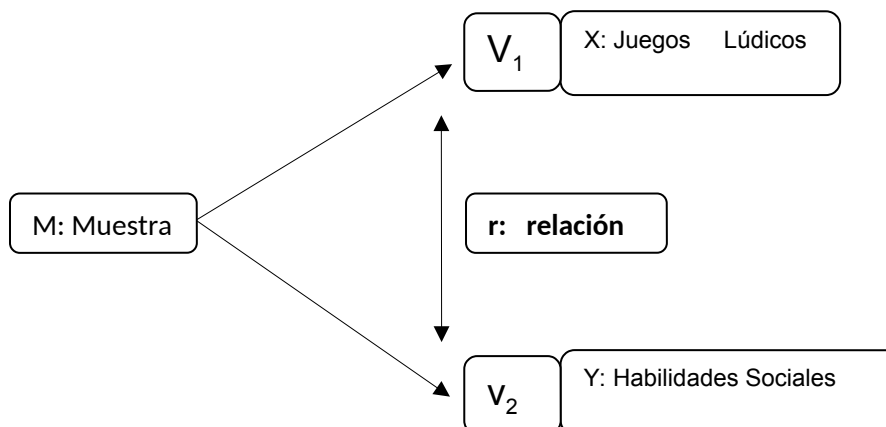 V₁
X: Juegos Lúdicos
M: Muestra
r: relación
v₂
Y: Habilidades Sociales